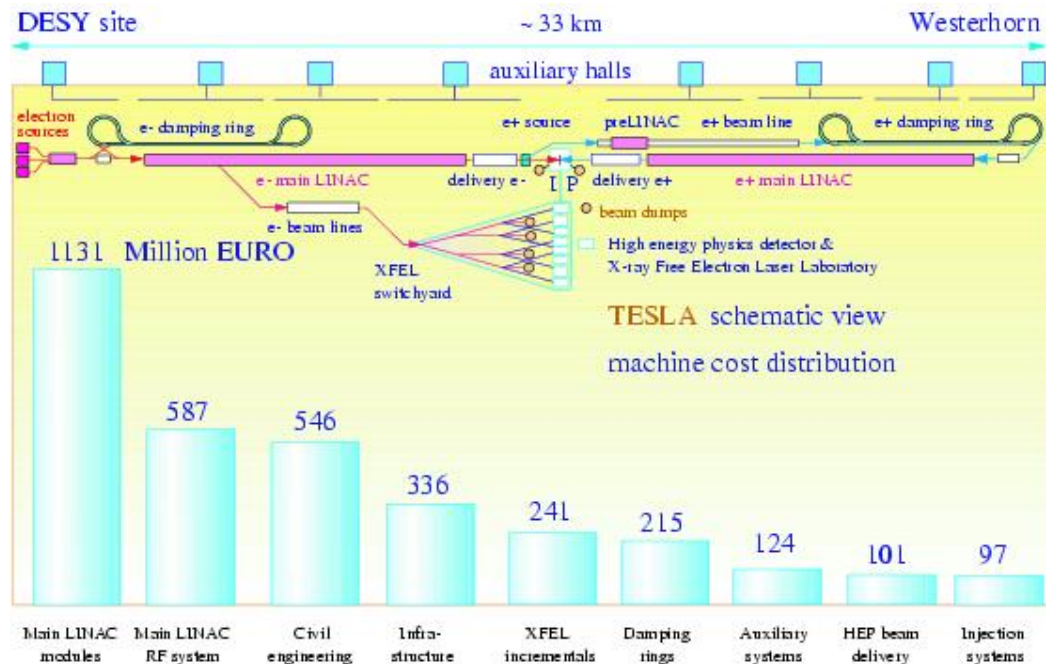 DESY site ~ 33 km Westerhorn
auxiliary halls
electron
sources
e- damping ring
e+ source
preLINAC
e+ beam line
e+ damping ring
e- main LINAC
delivery e-
I P
delivery e+
e+ main LINAC
e- beam lines
beam dumps
XFEL
switchyard
High energy physics detector &
X-ray Free Electron Laser Laboratory
1131 Million EURO
TESLA schematic view
machine cost distribution
587
546
336
241
215
124
101
97
Main LINAC
modules
Main LINAC
RF system
Civil
engineering
Infra-
structure
XFEL
incrementals
Damping
rings
Auxiliary
systems
HEP beam
delivery
Injection
systems